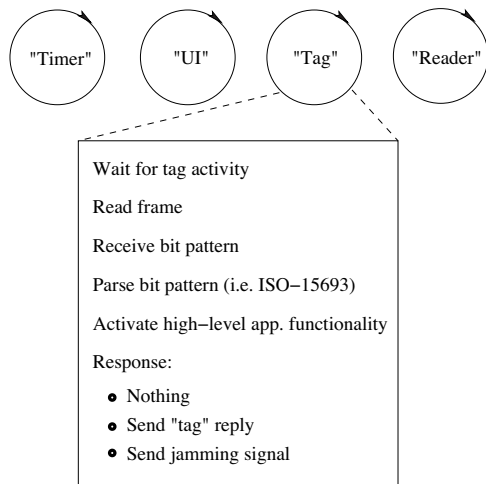 "Timer" "UI" "Tag" "Reader"
Wait for tag activity
Read frame
Receive bit pattern
Parse bit pattern (i.e. ISO−15693)
Activate high−level app. functionality
Response:
Nothing
Send "tag" reply
Send jamming signal